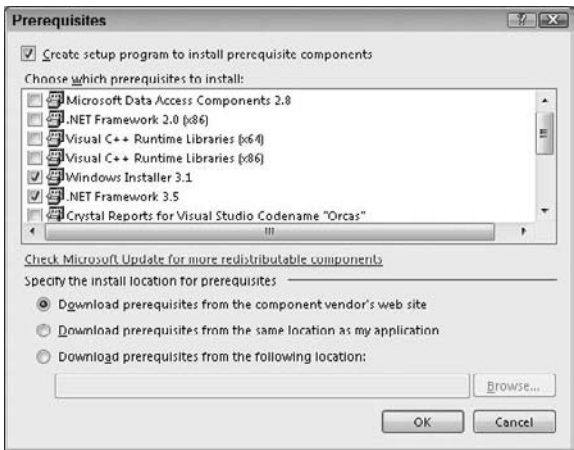 Prerequisites
Create setup program to install prerequisite components
Choose which prerequisites to install:
Microsoft Data Access Components 2.8
.NET Framework 2.0 (x86)
Visual C++ Runtime Libraries (x64)
Visual C++ Runtime Libraries (x86)
Windows Installer 3.1
.NET Framework 3.5
Crystal Reports for Visual Studio Codename "Orcas"
Check Microsoft Update for more redistributable components
Specify the install location for prerequisites
Download prerequisites from the component vendor's web site
Download prerequisites from the same location as my application
Download prerequisites from the following location:
Browse...
OK Cancel